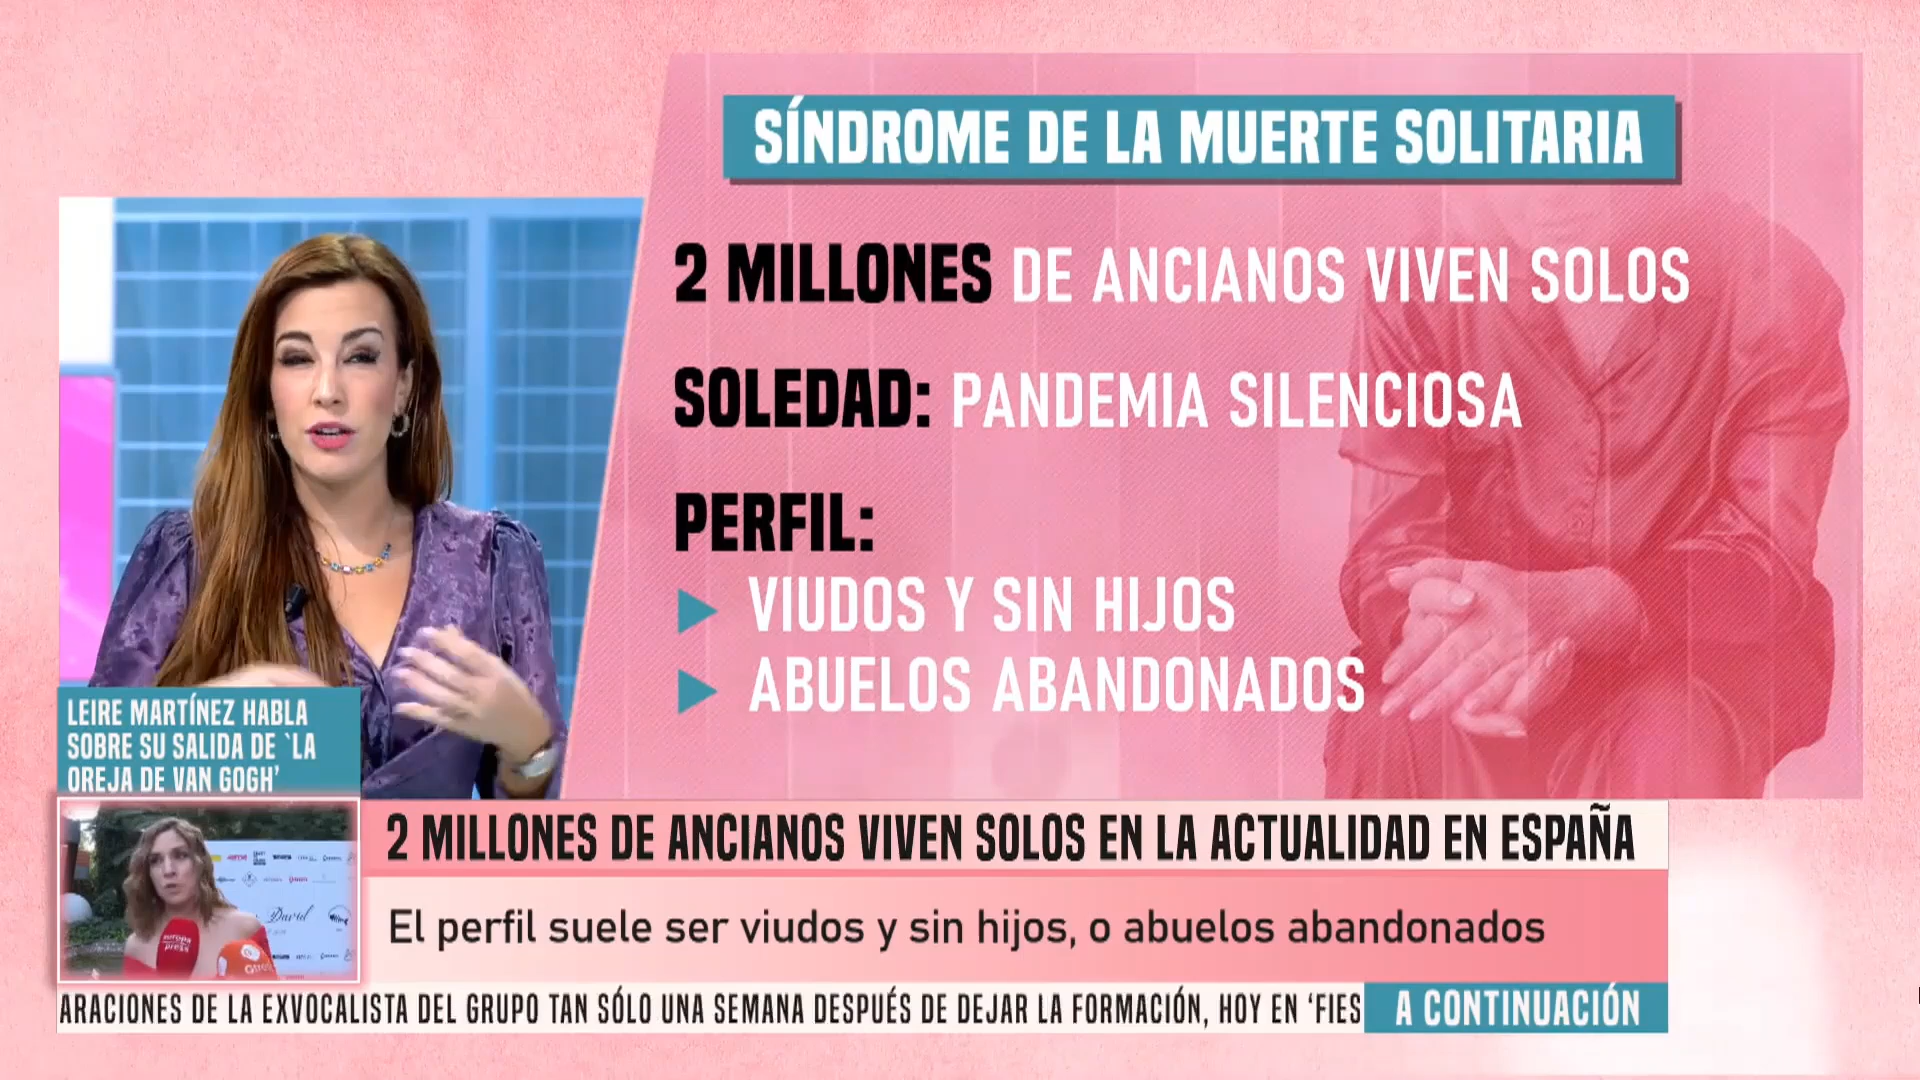 SÍNDROME DE LA MUERTE SOLITARIA
2 MILLONES DE ANCIANOS VIVEN SOLOS
SOLEDAD: PANDEMIA SILENCIOSA
PERFIL:
VIUDOS Y SIN HIJOS
ABUELOS ABANDONADOS
LEIRE MARTÍNEZ HABLA
SOBRE SU SALIDA DE `LA
OREJA DE VAN GOGH’
David
europa
press
2 MILLONES DE ANCIANOS VIVEN SOLOS EN LA ACTUALIDAD EN ESPAÑA
El perfil suele ser viudos y sin hijos, o abuelos abandonados
ARACIONES DE LA EXVOCALISTA DEL GRUPO TAN SÓLO UNA SEMANA DESPUÉS DE DEJAR LA FORMACIÓN, HOY EN ‘FIES
A CONTINUACIÓN